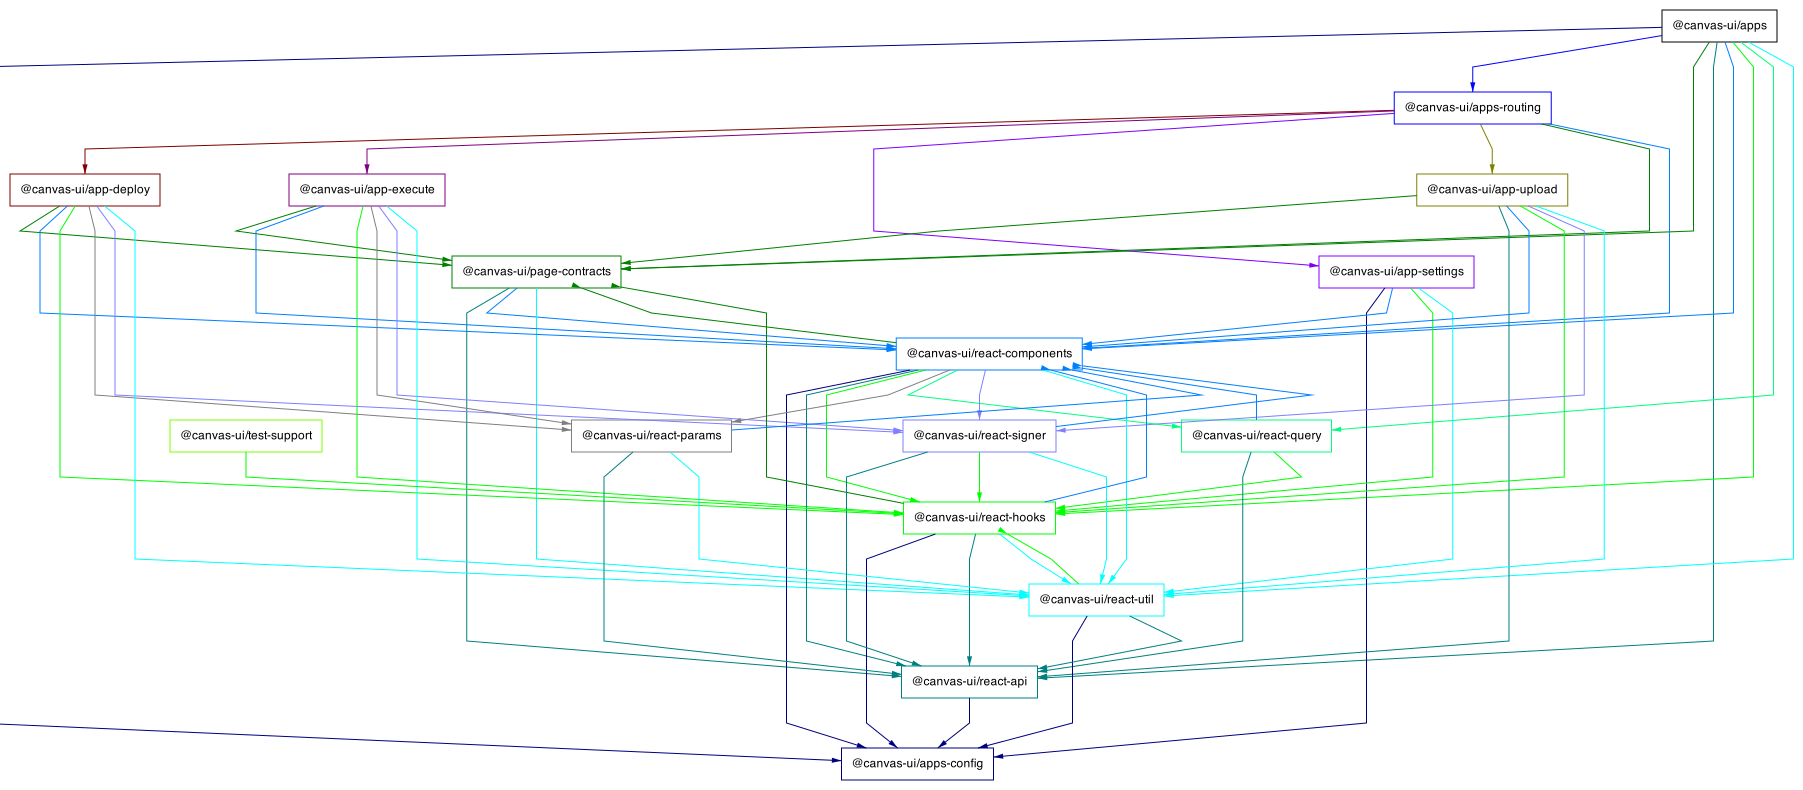 @canvas-ui/apps
@canvas-ui/apps-routing
@canvas-ui/app-deploy
@canvas-ui/app-execute
@canvas-ui/app-upload
@canvas-ui/page-contracts
@canvas-ui/app-settings
@canvas-ui/react-components
@canvas-ui/test-support
@canvas-ui/react-params
@canvas-ui/react-signer
@canvas-ui/react-query
@canvas-ui/react-hooks
@canvas-ui/react-util
@canvas-ui/react-api
@canvas-ui/apps-config